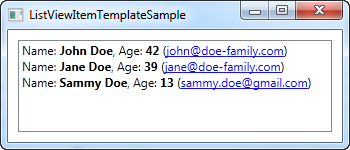 ListViewItemTemplateSample
Name: John Doe, Age: 42 (john@doe-family.com)
Name: Jane Doe, Age: 39 (jane@doe-family.com)
Name: Sammy Doe, Age: 13 (sammy.doe@gmail.com)